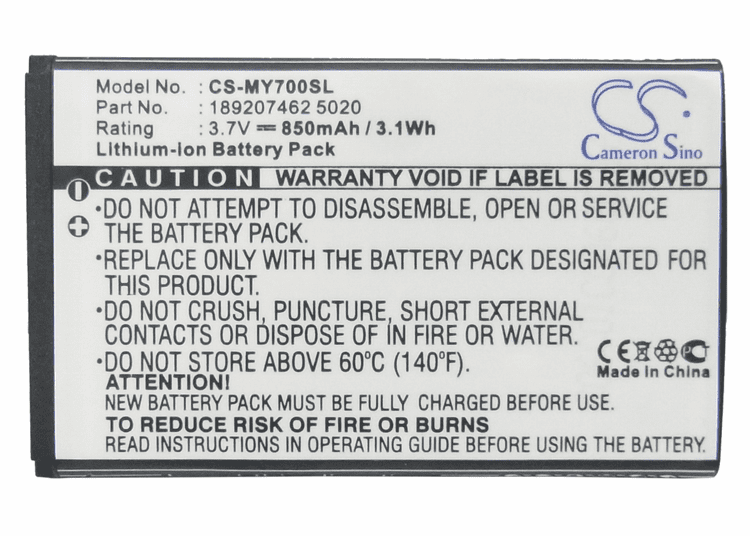 Model No. : CS-MY700SL
Part No. : 189207462 5020
Rating : 3.7V 850mAh / 3.1Wh
Lithium-ion Battery Pack
CS
Cameron Sino
CAUTION WARRANTY VOID IF LABEL IS REMOVED
•DO NOT ATTEMPT TO DISASSEMBLE, OPEN OR SERVICE
THE BATTERY PACK.
•REPLACE ONLY WITH THE BATTERY PACK DESIGNATED FOR
THIS PRODUCT.
•DO NOT CRUSH, PUNCTURE, SHORT EXTERNAL
CONTACTS OR DISPOSE OF IN FIRE OR WATER.
•DO NOT STORE ABOVE 60ºC (140ºF).
CE
Made in China
ATTENTION!
NEW BATTERY PACK MUST BE FULLY CHARGED BEFORE USE
TO REDUCE RISK OF FIRE OR BURNS
READ INSTRUCTIONS IN OPERATING GUIDE BEFORE USING THE BATTERY.